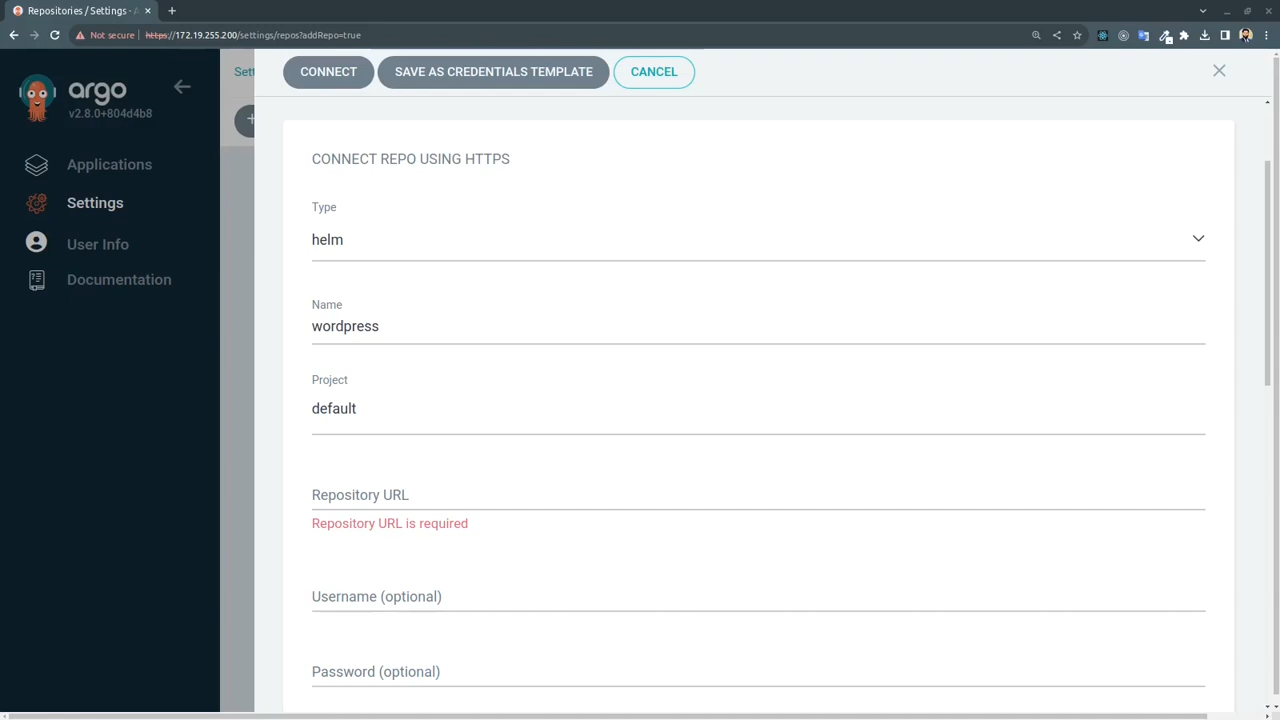 Repositories / Settings - A
Not secure https://172.19.255.200/settings/repos?addRepo=true
argo
v2.8.0+804d4b8
Applications
Settings
User Info
Documentation
Sett
+
CONNECT
SAVE AS CREDENTIALS TEMPLATE
CANCEL
CONNECT REPO USING HTTPS
Type
helm
Name
wordpress
Project
default
Repository URL
Repository URL is required
Username (optional)
Password (optional)